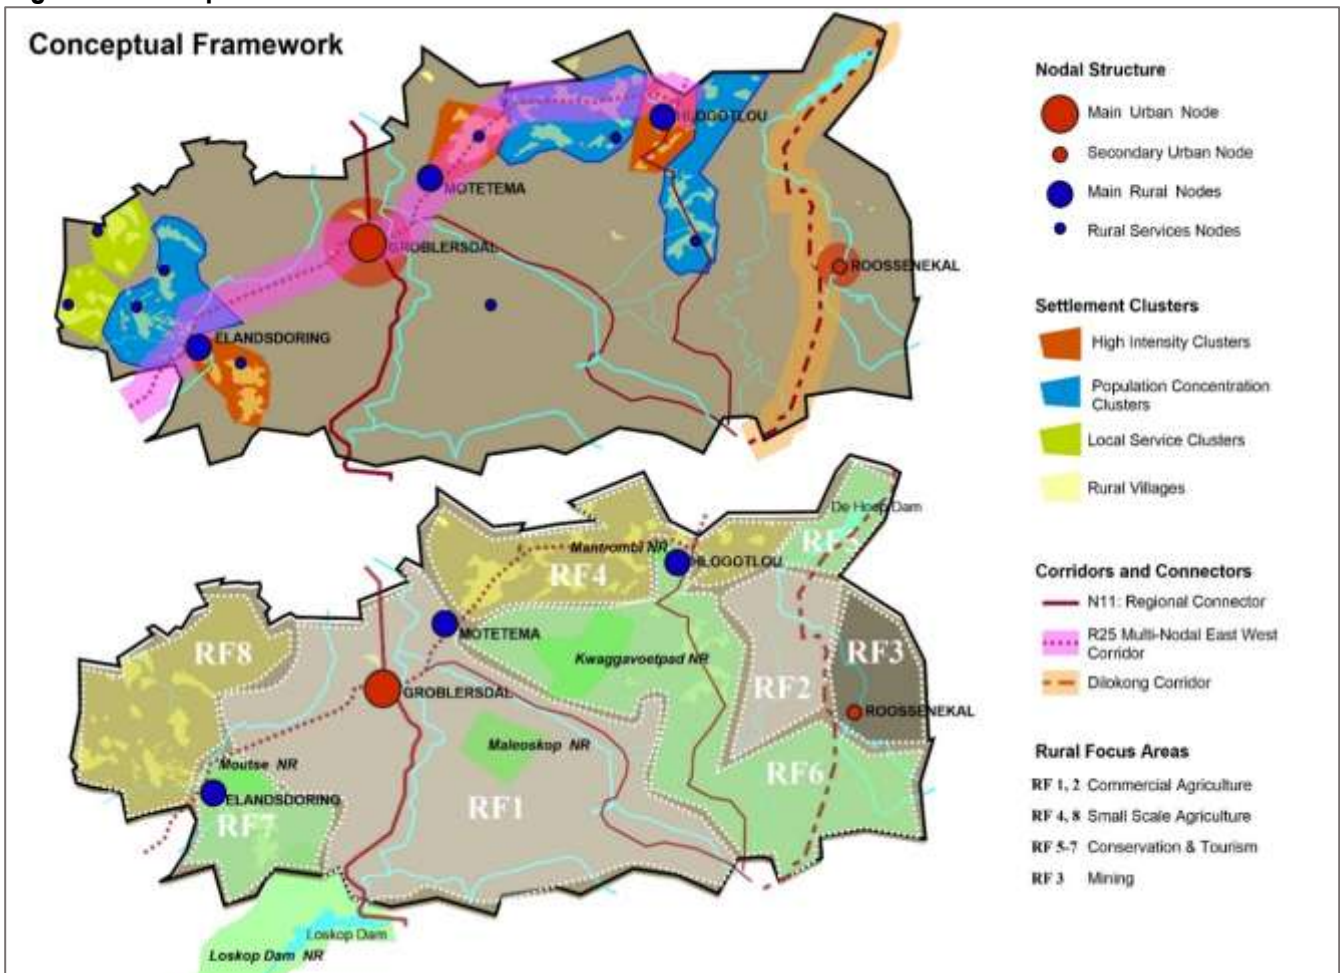 Conceptual Framework
HLOGOTLOU
MOTETEMA
GROBLERSDAL
ROOSSENEKAL
ELANDSDORING
Nodal Structure
Main Urban Node
Secondary Urban Node
Main Rural Nodes
Rural Services Nodes
Settlement Clusters
High Intensity Clusters
Population Concentration
Clusters
Local Service Clusters
Rural Villages
Corridors and Connectors
N11: Regional Connector
R25 Multi-Nodal East West
Corridor
Dilokong Corridor
Rural Focus Areas
RF 1, 2 Commercial Agriculture
RF 4, 8 Small Scale Agriculture
RF 5-7 Conservation & Tourism
RF 3 Mining
De Hoop Dam
RF5
Mantrombi NR
HLOGOTLOU
RF4
MOTETEMA
RF8
Kwaggavoetpad NR
RF3
RF2
GROBLERSDAL
ROOSSENEKAL
Maleoskop NR
Moutse NR
RF6
ELANDSDORING
RF1
RF7
Loskop Dam
Loskop Dam NR